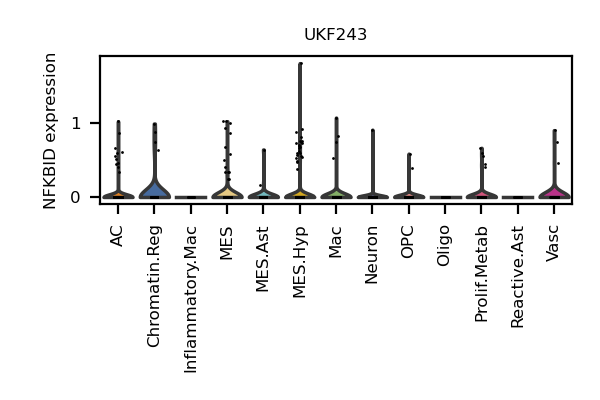 UKF243
NFKBID expression
1
0
AC
Chromatin.Reg
Inflammatory.Mac
MES
MES.Ast
MES.Hyp
Mac
Neuron
OPC
Oligo
Prolif.Metab
Reactive.Ast
Vasc